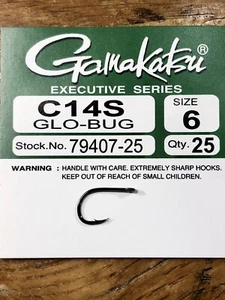 Gamakatsu®
EXECUTIVE SERIES
C14S
GLO-BUG
SIZE
6
Stock.No. 79407-25
Qty. 25
WARNING : HANDLE WITH CARE. EXTREMELY SHARP HOOKS.
KEEP OUT OF REACH OF SMALL CHILDREN.